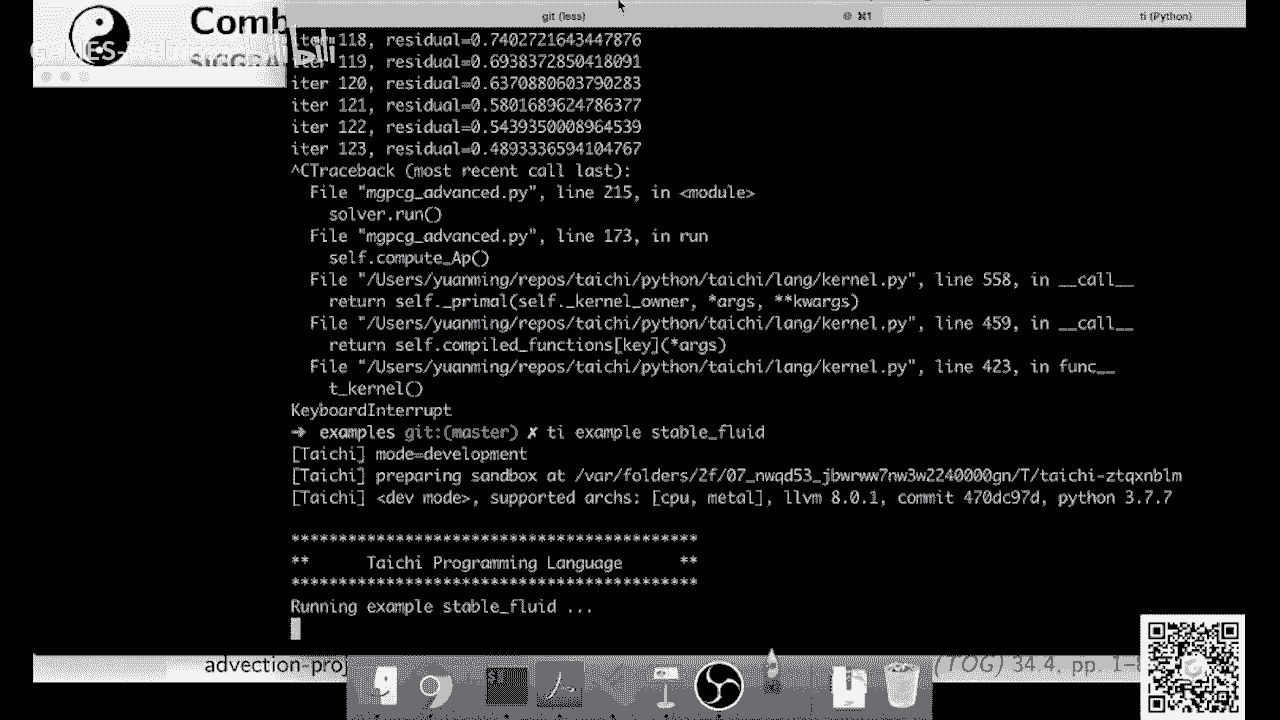 git (less)
⌘1
ti (Python)
Comb
iter 118, residual=0.7402721643447876
iter 119, residual=0.6938372850418091
iter 120, residual=0.6370880603790283
iter 121, residual=0.5801689624786377
iter 122, residual=0.5439350008964539
iter 123, residual=0.4893336594104767
^CTraceback (most recent call last):
File "mgpcg_advanced.py", line 215, in <module>
solver.run()
File "mgpcg_advanced.py", line 173, in run
self.compute_Ap()
File "/Users/yuanming/repos/taichi/python/taichi/lang/kernel.py", line 558, in __call__
return self._primal(self._kernel_owner, *args, **kwargs)
File "/Users/yuanming/repos/taichi/python/taichi/lang/kernel.py", line 459, in __call__
return self.compiled_functions[key](*args)
File "/Users/yuanming/repos/taichi/python/taichi/lang/kernel.py", line 423, in func__
t_kernel()
KeyboardInterrupt
➜ examples git:(master) ✗ ti example stable_fluid
[Taichi] mode=development
[Taichi] preparing sandbox at /var/folders/2f/07_nwqd53_jbwrww7nw3w2240000gn/T/taichi-ztqxnblm
[Taichi] <dev mode>, supported archs: [cpu, metal], llvm 8.0.1, commit 470dc97d, python 3.7.7
*******************************************
** Taichi Programming Language **
*******************************************
Running example stable_fluid ...
advection-pro
(TOG) 34.4, pp. 1–8